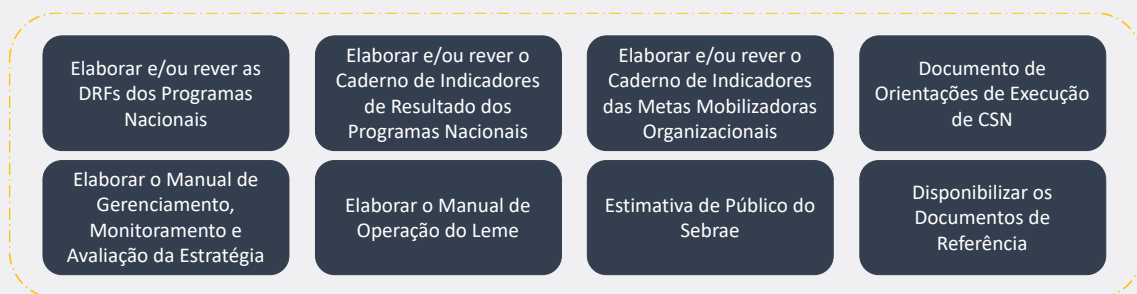 Elaborar e/ou rever as
DRFs dos Programas
Nacionais
Elaborar e/ou rever o
Caderno de Indicadores
de Resultado dos
Programas Nacionais
Elaborar e/ou rever o
Caderno de Indicadores
das Metas Mobilizadoras
Organizacionais
Documento de
Orientações de Execução
de CSN
Elaborar o Manual de
Gerenciamento,
Monitoramento e
Avaliação da Estratégia
Elaborar o Manual de
Operação do Leme
Estimativa de Público do
Sebrae
Disponibilizar os
Documentos de
Referência